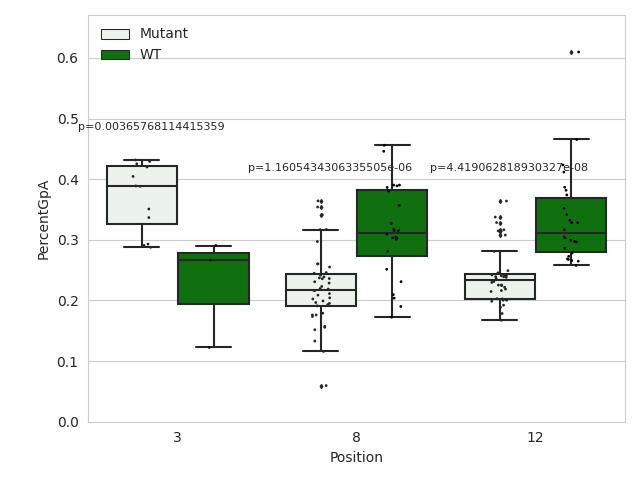 Mutant
WT
0.6
0.5
0.4
0.3
0.2
0.1
0.0
PercentGpA
p=0.00365768114415359
p=1.1605434306335505e-06
p=4.419062818930327e-08
3
8
12
Position